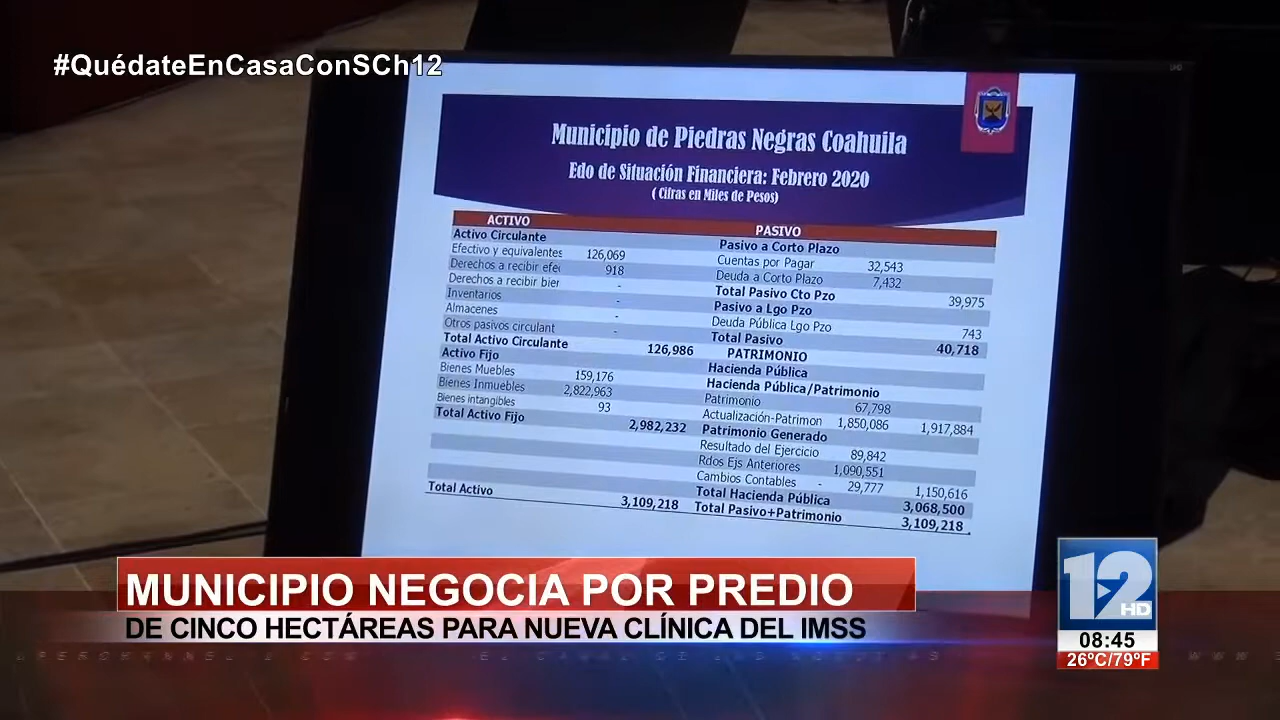 #QuédateEnCasaConSCh12
Municipio de Piedras Negras Coahuila
Edo de Situación Financiera: Febrero 2020
( Cifras en Miles de Pesos)
ACTIVO PASIVO
Activo Circulante Pasivo a Corto Plazo
Efectivo y equivalentes 126,069 Cuentas por Pagar 32,543
Derechos a recibir efec 918 Deuda a Corto Plazo 7,432
Derechos a recibir bier - Total Pasivo Cto Pzo 39,975
Inventarios - Pasivo a Lgo Pzo
Almacenes - Deuda Pública Lgo Pzo 743
Otros pasivos circulant - Total Pasivo 40,718
Total Activo Circulante 126,986 PATRIMONIO
Activo Fijo Hacienda Pública
Bienes Muebles 159,176 Hacienda Pública/Patrimonio
Bienes Inmuebles 2,822,963 Patrimonio 67,798
Bienes intangibles 93 Actualización-Patrimon 1,850,086 1,917,884
Total Activo Fijo 2,982,232 Patrimonio Generado
Resultado del Ejercicio 89,842
Rdos Ejs Anteriores 1,090,551
Cambios Contables - 29,777 1,150,616
Total Hacienda Pública 3,068,500
Total Activo 3,109,218 Total Pasivo+Patrimonio 3,109,218
MUNICIPIO NEGOCIA POR PREDIO
DE CINCO HECTÁREAS PARA NUEVA CLÍNICA DEL IMSS
12
HD
08:45
26°C/79°F